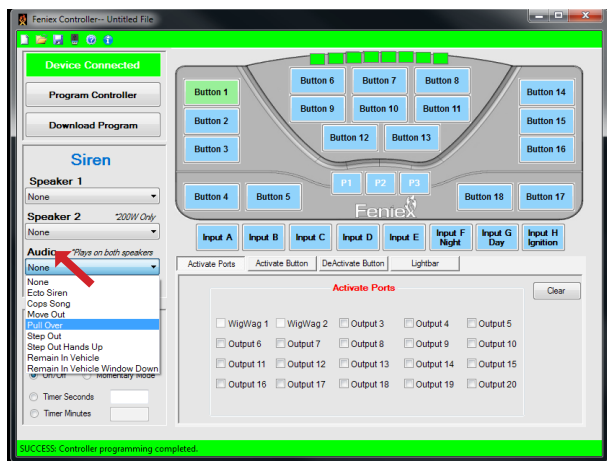 Feniex Controller-- Untitled File
Device Connected
Program Controller
Download Program
Siren
Speaker 1
None
Speaker 2 *200W Only
None
Audio *Plays on both speakers
None
None
Ecto Siren
Cops Song
Move Out
Pull Over
Step Out
Step Out Hands Up
Remain In Vehicle
Remain In Vehicle Window Down
On/Off Momentary Mode
Timer Seconds
Timer Minutes
Button 1
Button 2
Button 3
Button 4
Button 5
Button 6
Button 7
Button 8
Button 9
Button 10
Button 11
Button 12
Button 13
Button 14
Button 15
Button 16
Button 18
Button 17
P1 P2 P3
Feniex
Input A
Input B
Input C
Input D
Input E
Input F
Night
Input G
Day
Input H
Ignition
Activate Ports
Activate Button
DeActivate Button
Lightbar
Activate Ports
Clear
WigWag 1 WigWag 2 Output 3 Output 4 Output 5
Output 6 Output 7 Output 8 Output 9 Output 10
Output 11 Output 12 Output 13 Output 14 Output 15
Output 16 Output 17 Output 18 Output 19 Output 20
SUCCESS: Controller programming completed.